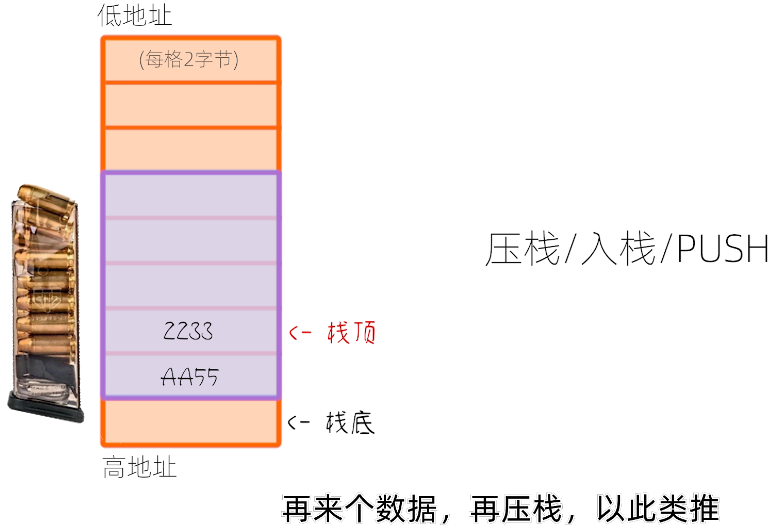 低地址
(每格2字节)
压栈/入栈/PUSH
2233
<- 栈顶
AA55
<- 栈底
高地址
再来个数据，再压栈，以此类推